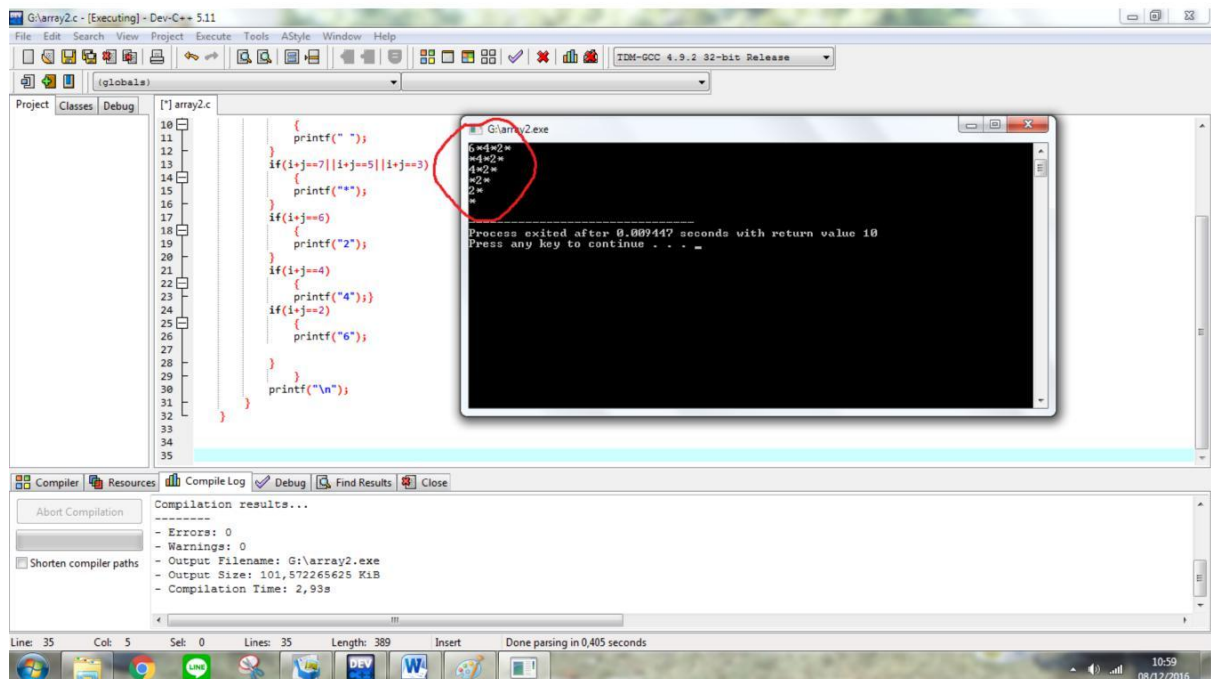 G:\array2.c - [Executing] - Dev-C++ 5.11
File Edit Search View Project Execute Tools AStyle Window Help
TDM-GCC 4.9.2 32-bit Release
(globals)
Project Classes Debug [*] array2.c
10 {
11 printf(" ");
12 }
13 if(i+j==7||i+j==5||i+j==3)
14 {
15 printf("*");
16 }
17 if(i+j==6)
18 {
19 printf("2");
20 }
21 if(i+j==4)
22 {
23 printf("4");}
24 if(i+j==2)
25 {
26 printf("6");
27
28 }
29 }
30 printf("\n");
31 }
32 }
33
34
35
G:\array2.exe
6*4*2*
*4*2*
4*2*
*2*
2*
*
--------------------------------
Process exited after 0.009447 seconds with return value 10
Press any key to continue . . . _
Compiler Resources Compile Log Debug Find Results Close
Abort Compilation
Shorten compiler paths
Compilation results...
--------
- Errors: 0
- Warnings: 0
- Output Filename: G:\array2.exe
- Output Size: 101,572265625 KiB
- Compilation Time: 2,93s
Line: 35 Col: 5 Sel: 0 Lines: 35 Length: 389 Insert Done parsing in 0,405 seconds
LINE
DEV
W
10:59
08/12/2016